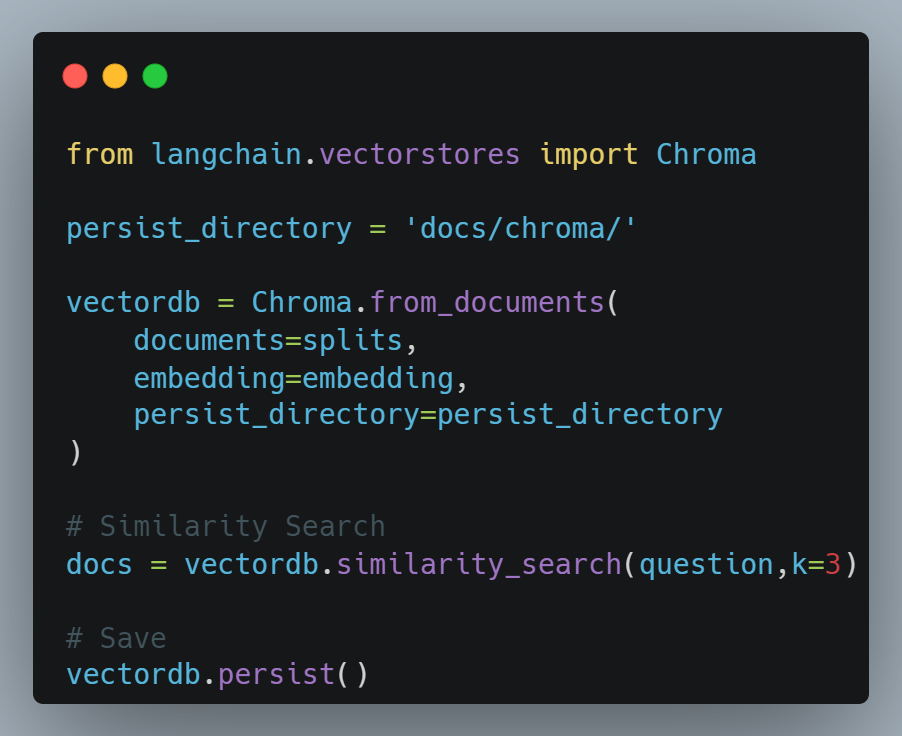 from langchain.vectorstores import Chroma
persist_directory = 'docs/chroma/'
vectordb = Chroma.from_documents(
    documents=splits,
    embedding=embedding,
    persist_directory=persist_directory
)
# Similarity Search
docs = vectordb.similarity_search(question,k=3)
# Save
vectordb.persist()